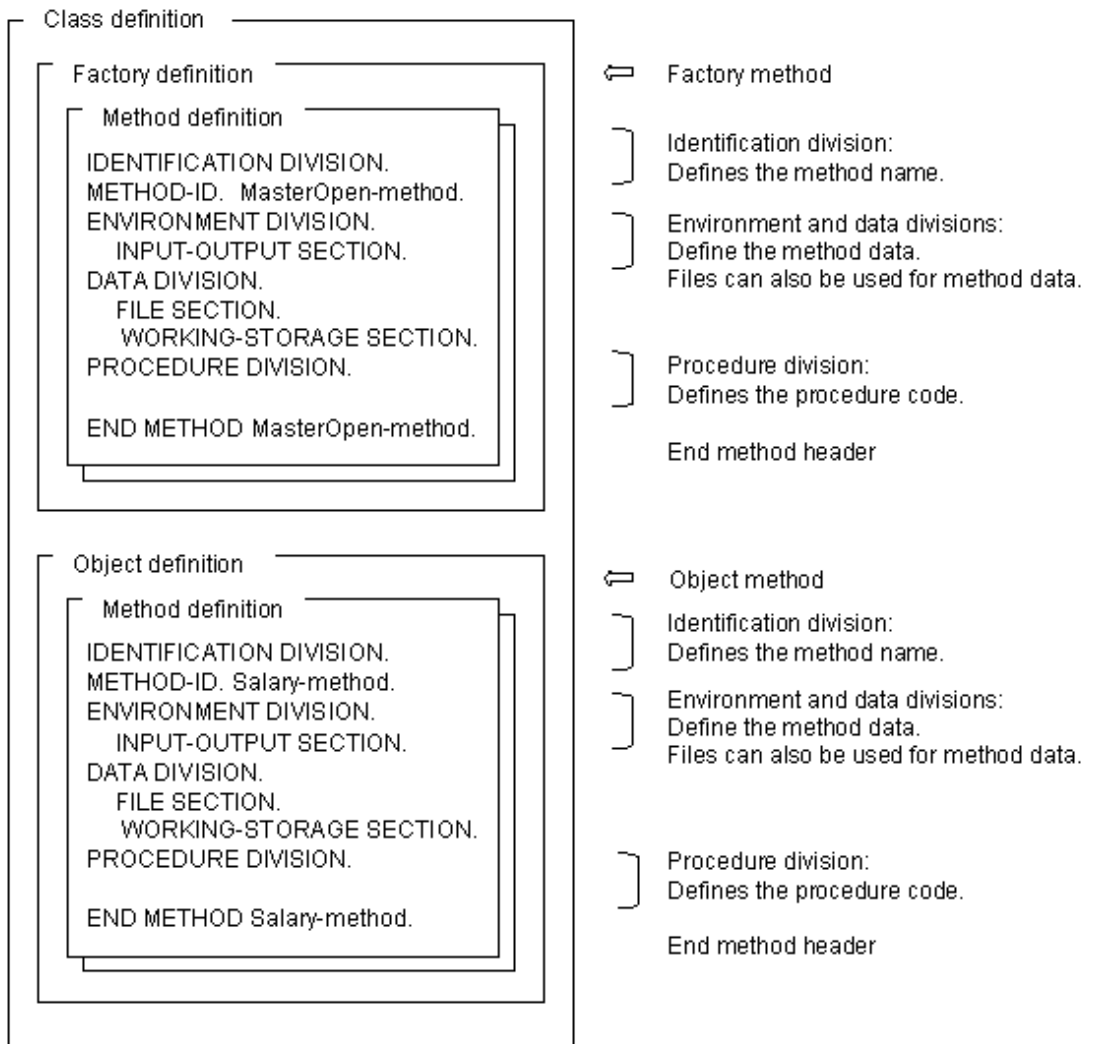 Class definition
Factory definition
Factory method
Method definition
IDENTIFICATION DIVISION.
METHOD-ID. MasterOpen-method.
ENVIRONMENT DIVISION.
INPUT-OUTPUT SECTION.
DATA DIVISION.
FILE SECTION.
WORKING-STORAGE SECTION.
PROCEDURE DIVISION.
END METHOD MasterOpen-method.
Identification division:
Defines the method name.
Environment and data divisions:
Define the method data.
Files can also be used for method data.
Procedure division:
Defines the procedure code.
End method header
Object definition
Object method
Method definition
IDENTIFICATION DIVISION.
METHOD-ID. Salary-method.
ENVIRONMENT DIVISION.
INPUT-OUTPUT SECTION.
DATA DIVISION.
FILE SECTION.
WORKING-STORAGE SECTION.
PROCEDURE DIVISION.
END METHOD Salary-method.
Identification division:
Defines the method name.
Environment and data divisions:
Define the method data.
Files can also be used for method data.
Procedure division:
Defines the procedure code.
End method header